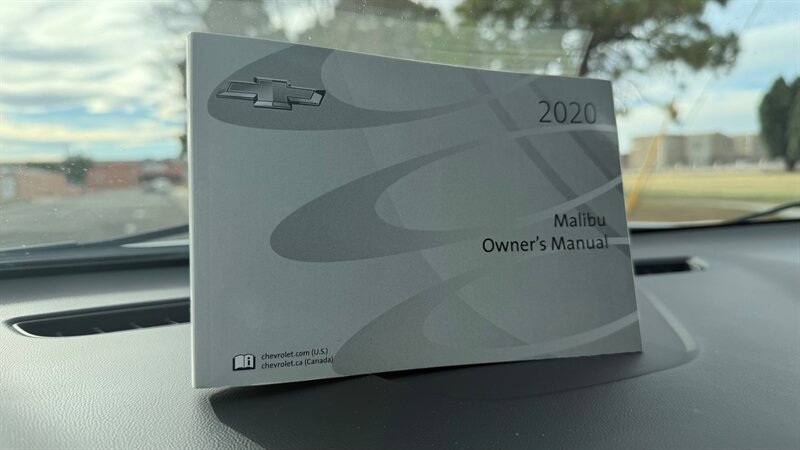 2020
Malibu
Owner's Manual
chevrolet.com (U.S.)
chevrolet.ca (Canada)